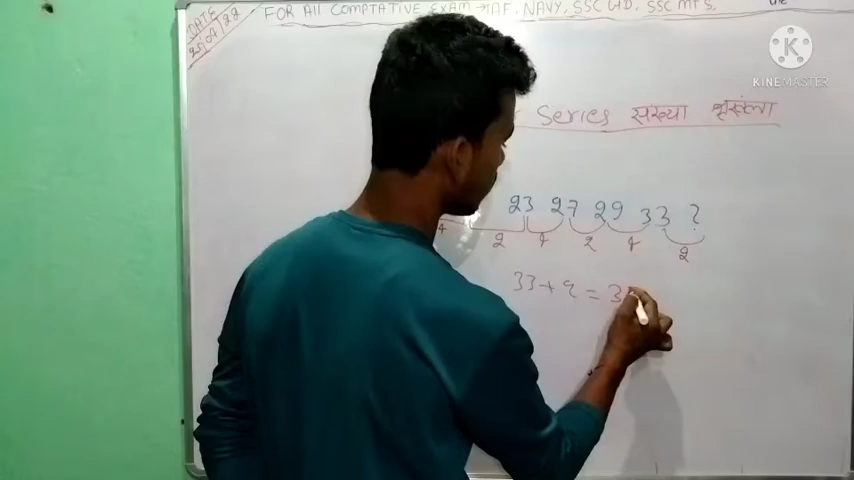 DATE
FOR All COMPTATIVE EXAM → AF, NAVY, SSC GD, SSC MTS,
K
KINEMASTER
Series संख्या श्रृंखला
23 27 29 33 ?
4 2 4 2 4 2
33+2 = 3